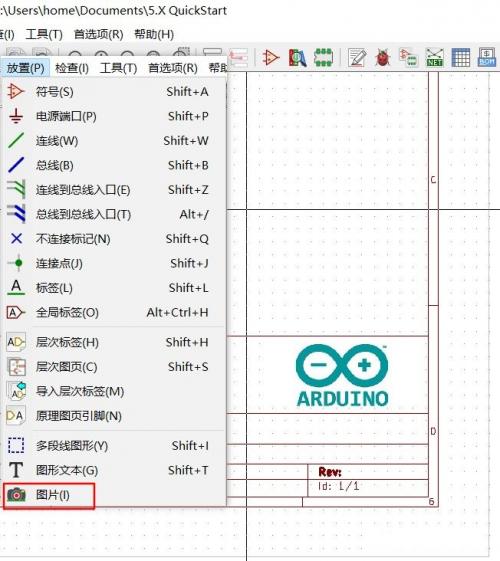 :\Users\home\Documents\5.X QuickStart
(I) 工具(T) 首选项(R) 帮助(H)
NET
BOM
放置(P) 检查(I) 工具(T) 首选项(R) 帮助
符号(S) Shift+A
电源端口(P) Shift+P
连线(W) Shift+W
总线(B) Shift+B
连线到总线入口(E) Shift+Z
总线到总线入口(T) Alt+/
不连接标记(N) Shift+Q
连接点(J) Shift+J
A 标签(L) Shift+L
A 全局标签(O) Alt+Ctrl+H
AD 层次标签(H) Shift+H
层次图页(C) Shift+S
导入层次标签(M)
DA 原理图页引脚(N)
多段线图形(Y) Shift+I
T 图形文本(G) Shift+T
图片(I)
C
ARDUINO
TM
D
Rev:
Id: 1/1
6